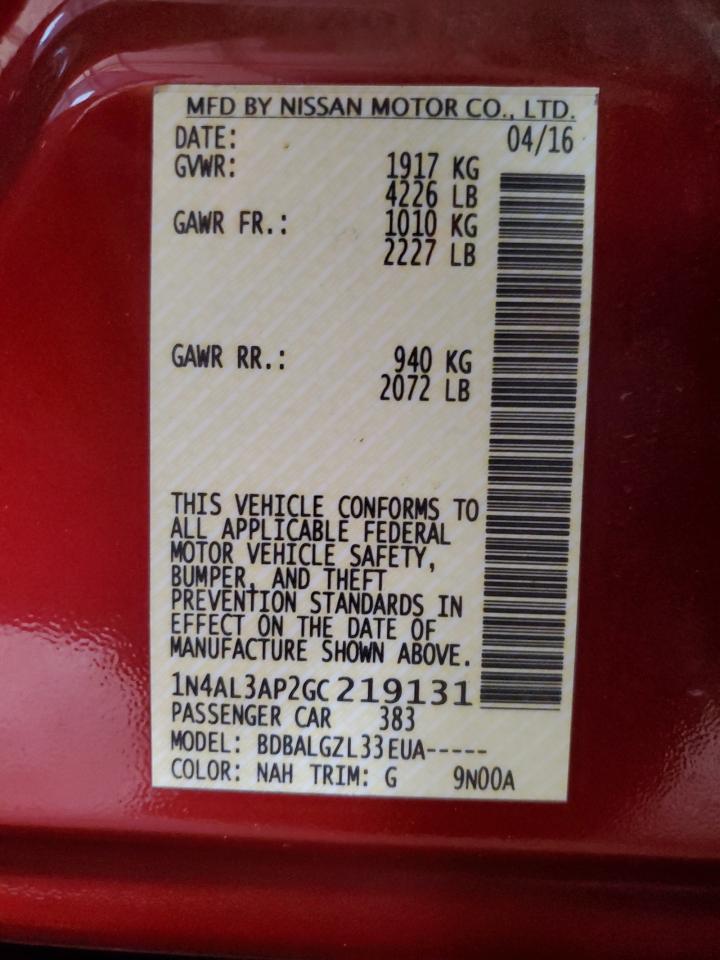 MFD BY NISSAN MOTOR CO., LTD.
DATE: 04/16
GVWR: 1917 KG
4226 LB
GAWR FR.: 1010 KG
2227 LB
GAWR RR.: 940 KG
2072 LB
THIS VEHICLE CONFORMS TO
ALL APPLICABLE FEDERAL
MOTOR VEHICLE SAFETY,
BUMPER, AND THEFT
PREVENTION STANDARDS IN
EFFECT ON THE DATE OF
MANUFACTURE SHOWN ABOVE.
1N4AL3AP2GC219131
PASSENGER CAR 383
MODEL: BDBALGZL33EUA-----
COLOR: NAH TRIM: G 9N00A